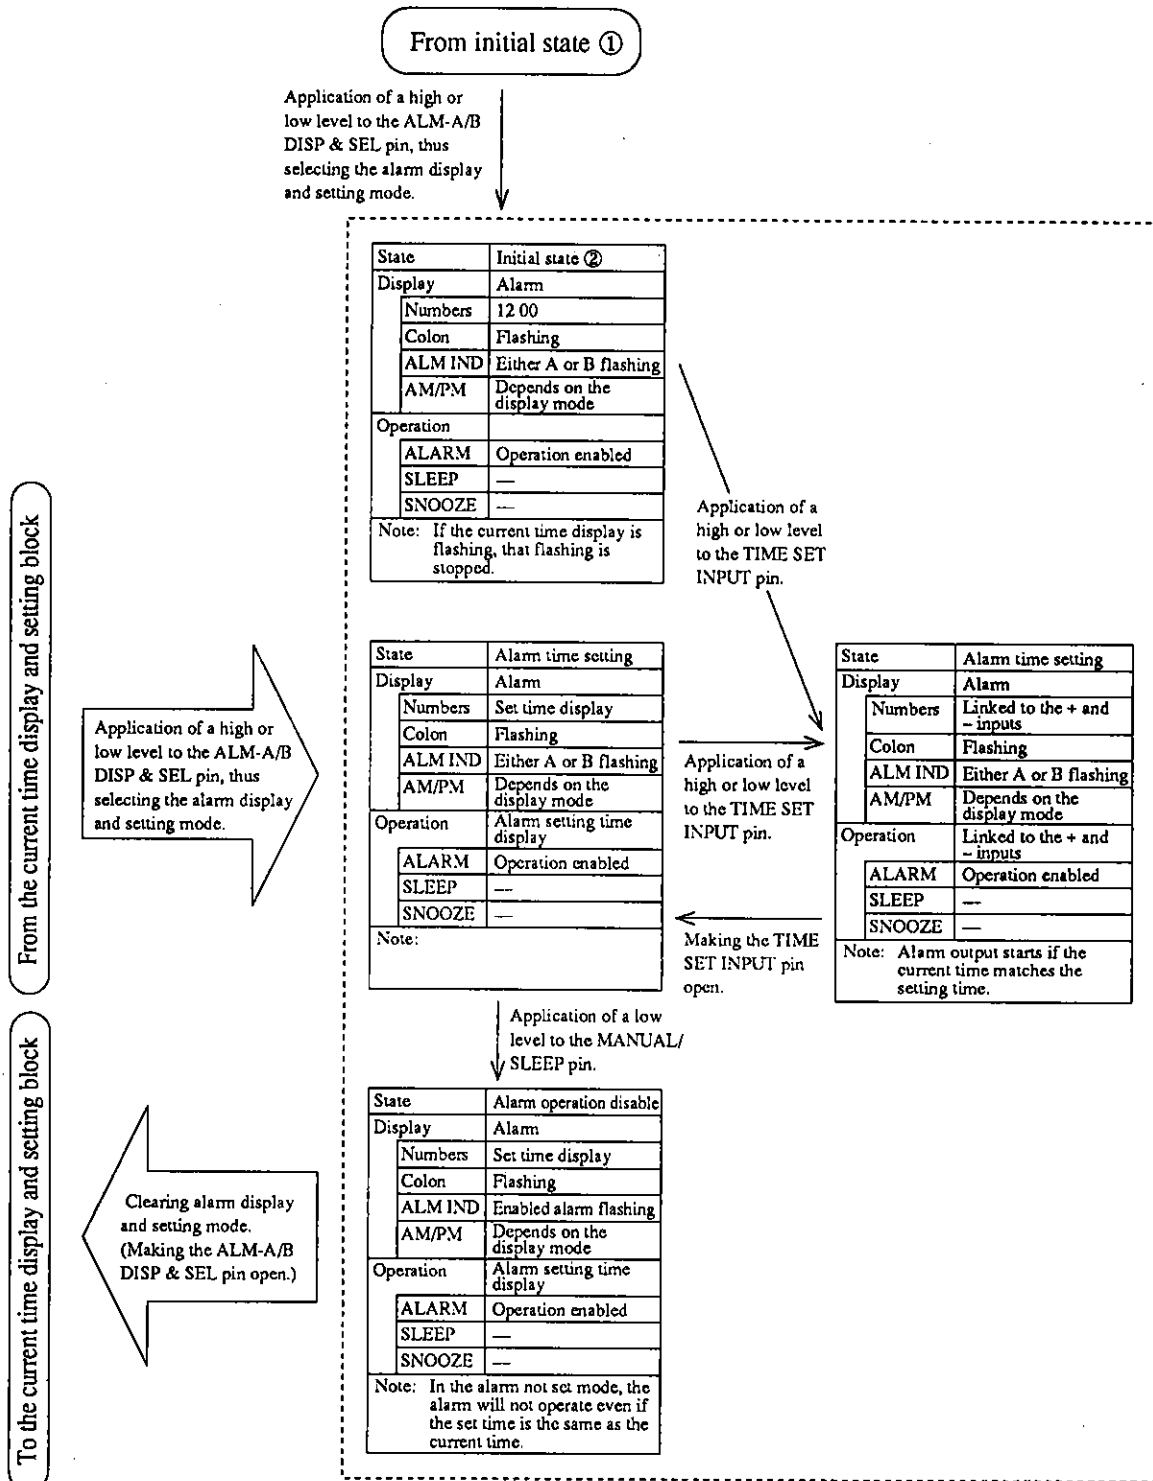 From initial state ①
Application of a high or
low level to the ALM-A/B
DISP & SEL pin, thus
selecting the alarm display
and setting mode.
State Initial state ②
Display Alarm
Numbers 12 00
Colon Flashing
ALM IND Either A or B flashing
AM/PM Depends on the
display mode
Operation
ALARM Operation enabled
SLEEP —
SNOOZE —
Note: If the current time display is
flashing, that flashing is
stopped.
Application of a
high or low level
to the TIME SET
INPUT pin.
From the current time display and setting block
Application of a high or
low level to the ALM-A/B
DISP & SEL pin, thus
selecting the alarm display
and setting mode.
State Alarm time setting
Display Alarm
Numbers Set time display
Colon Flashing
ALM IND Either A or B flashing
AM/PM Depends on the
display mode
Operation Alarm setting time
display
ALARM Operation enabled
SLEEP —
SNOOZE —
Note:
Application of a
high or low level
to the TIME SET
INPUT pin.
Making the TIME
SET INPUT pin
open.
State Alarm time setting
Display Alarm
Numbers Linked to the + and
– inputs
Colon Flashing
ALM IND Either A or B flashing
AM/PM Depends on the
display mode
Operation Linked to the + and
– inputs
ALARM Operation enabled
SLEEP —
SNOOZE —
Note: Alarm output starts if the
current time matches the
setting time.
Application of a low
level to the MANUAL/
SLEEP pin.
To the current time display and setting block
Clearing alarm display
and setting mode.
(Making the ALM-A/B
DISP & SEL pin open.)
State Alarm operation disable
Display Alarm
Numbers Set time display
Colon Flashing
ALM IND Enabled alarm flashing
AM/PM Depends on the
display mode
Operation Alarm setting time
display
ALARM Operation enabled
SLEEP —
SNOOZE —
Note: In the alarm not set mode, the
alarm will not operate even if
the set time is the same as the
current time.